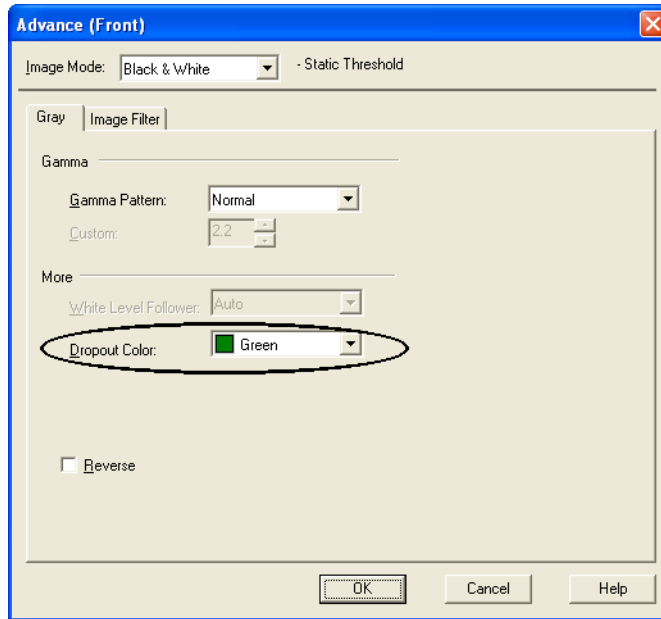 Advance (Front)
Image Mode: Black & White - Static Threshold
Gray Image Filter
Gamma
Gamma Pattern: Normal
Custom: 2.2
More
White Level Follower: Auto
Dropout Color: Green
Reverse
OK Cancel Help